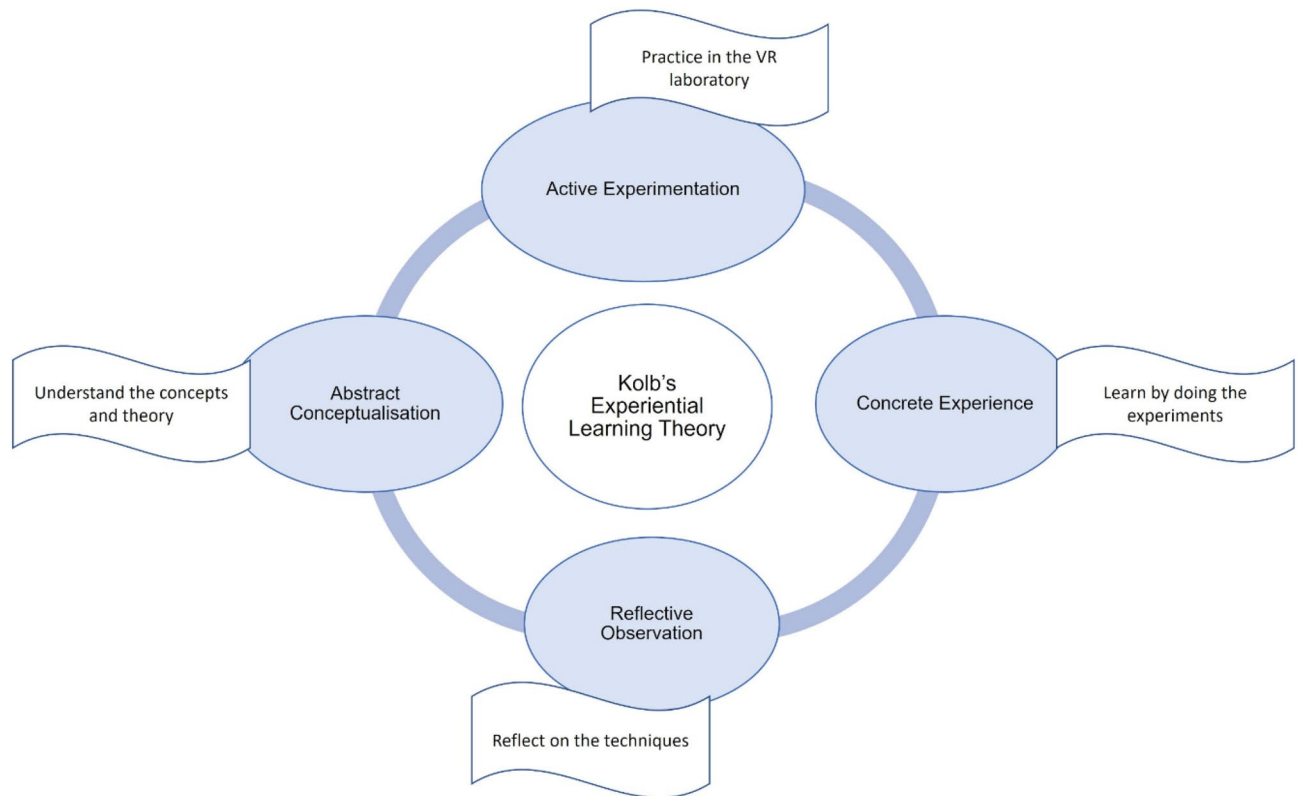 Practice in the VR
laboratory
Active Experimentation
Understand the concepts
and theory
Abstract
Conceptualisation
Kolb’s
Experiential
Learning Theory
Concrete Experience
Learn by doing the
experiments
Reflective
Observation
Reflect on the techniques